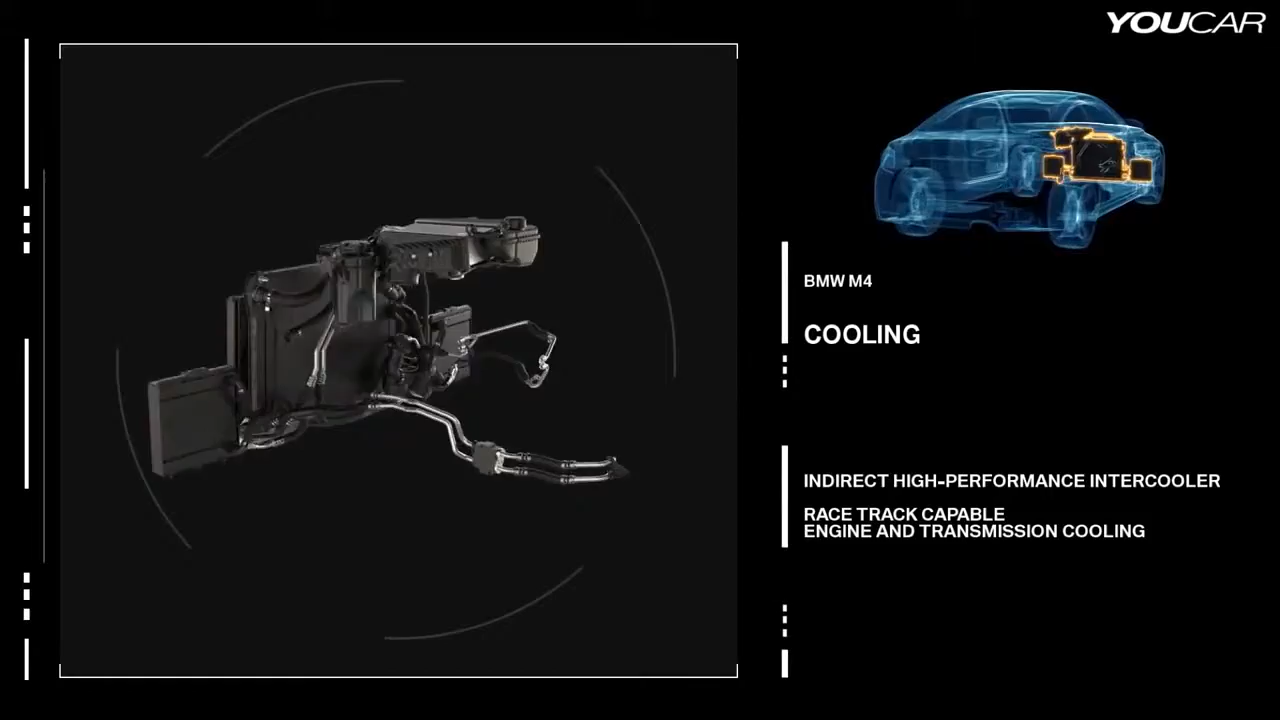 YOUCAR
BMW M4
COOLING
INDIRECT HIGH-PERFORMANCE INTERCOOLER
RACE TRACK CAPABLE
ENGINE AND TRANSMISSION COOLING